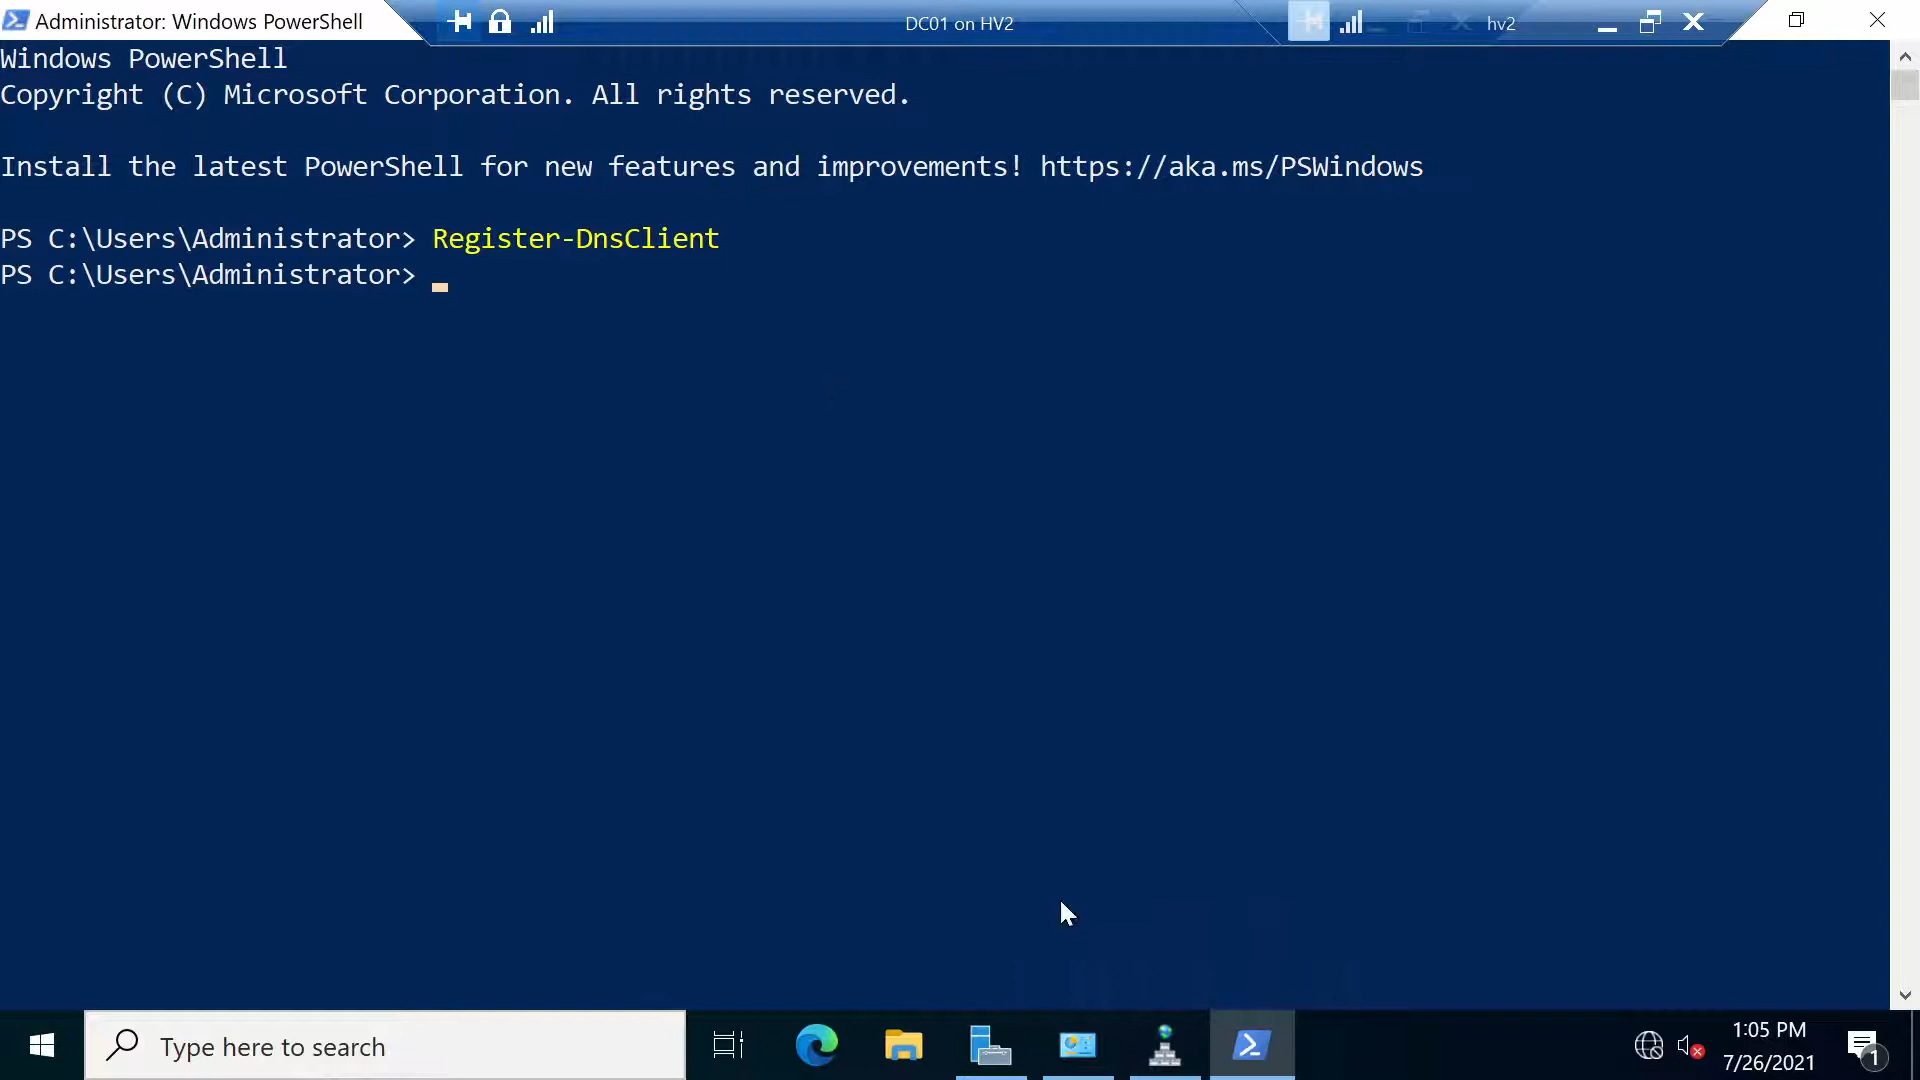 Administrator: Windows PowerShell
DC01 on HV2
hv2
Windows PowerShell
Copyright (C) Microsoft Corporation. All rights reserved.
Install the latest PowerShell for new features and improvements! https://aka.ms/PSWindows
PS C:\Users\Administrator> Register-DnsClient
PS C:\Users\Administrator>
Type here to search
1:05 PM
7/26/2021
1